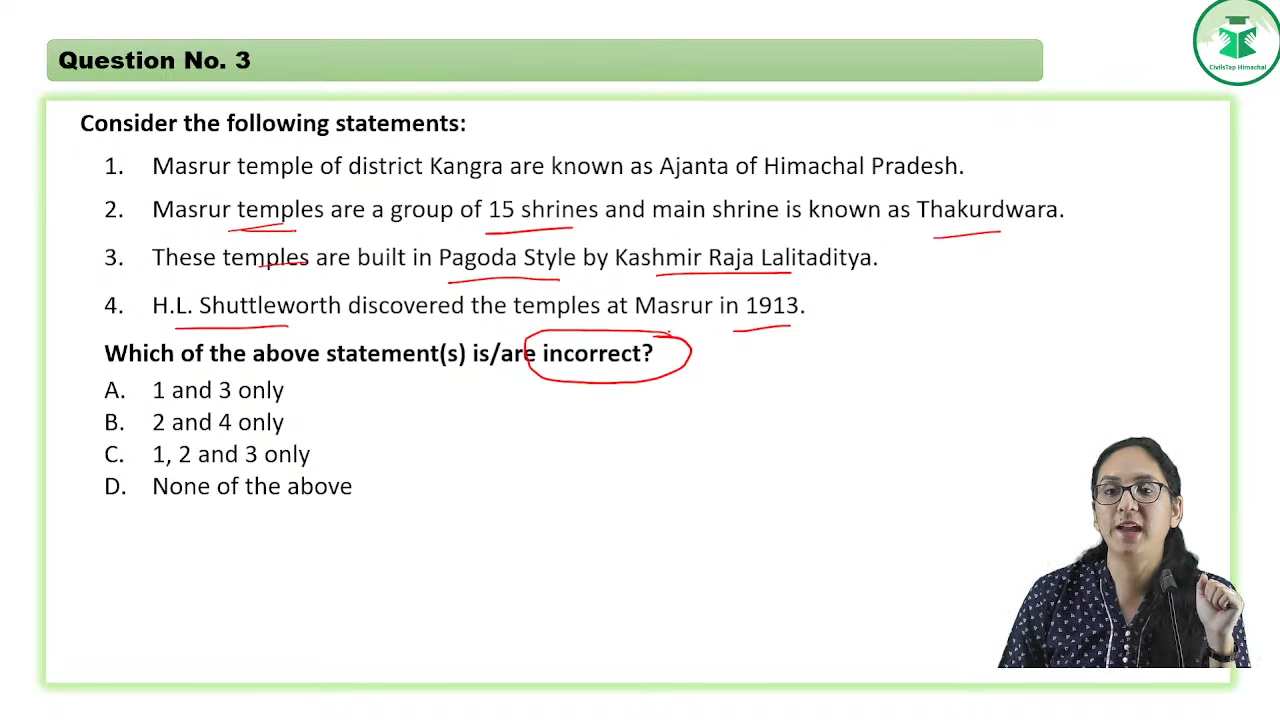 Question No. 3
CivilsTap Himachal
Consider the following statements:
1. Masrur temple of district Kangra are known as Ajanta of Himachal Pradesh.
2. Masrur temples are a group of 15 shrines and main shrine is known as Thakurdwara.
3. These temples are built in Pagoda Style by Kashmir Raja Lalitaditya.
4. H.L. Shuttleworth discovered the temples at Masrur in 1913.
Which of the above statement(s) is/are incorrect?
A. 1 and 3 only
B. 2 and 4 only
C. 1, 2 and 3 only
D. None of the above